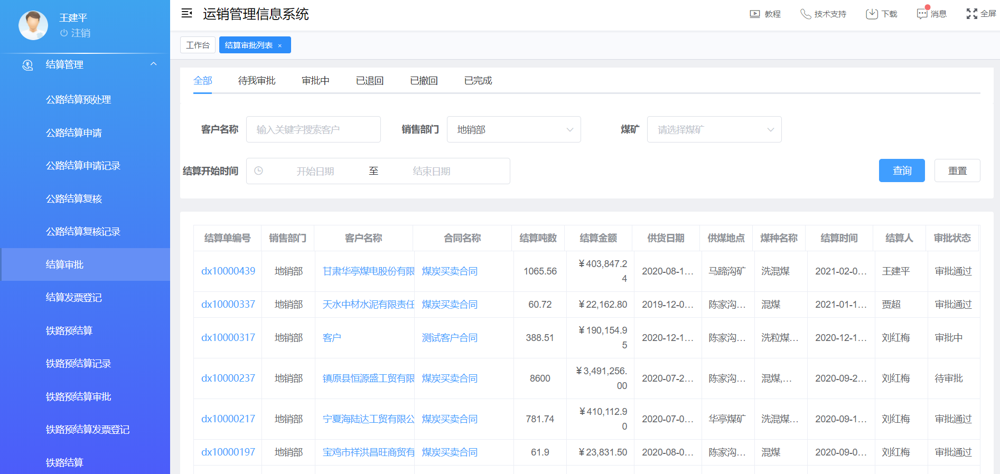 王建平
注销
结算管理
公路结算预处理
公路结算申请
公路结算申请记录
公路结算复核
公路结算复核记录
结算审批
结算发票登记
铁路预结算
铁路预结算记录
铁路预结算审批
铁路预结算发票登记
铁路结算
运销管理信息系统
教程 技术支持 下载 消息 全屏
工作台 结算审批列表 ×
全部 待我审批 审批中 已退回 已撤回 已完成
客户名称 输入关键字搜索客户 销售部门 地销部 煤矿 请选择煤矿
结算开始时间 开始日期 至 结束日期 查询 重置
结算单编号 销售部门 客户名称 合同名称 结算吨数 结算金额 供货日期 供煤地点 煤种名称 结算时间 结算人 审批状态
dx10000439 地销部 甘肃华亭煤电股份有限 煤炭买卖合同 1065.56 ¥403,847.24 2020-08-1… 马蹄沟矿 洗混煤 2021-02-0… 王建平 审批通过
dx10000337 地销部 天水中材水泥有限责任 煤炭买卖合同 60.72 ¥22,162.80 2019-12-0… 陈家沟… 混煤 2021-01-1… 贾超 审批通过
dx10000317 地销部 客户 测试客户合同 388.51 ¥190,154.95 2020-12-1… 陈家沟… 洗粒煤… 2020-12-1… 刘红梅 审批中
dx10000237 地销部 镇原县恒源盛工贸有限 煤炭买卖合同 8600 ¥3,491,256.00 2020-07-2… 陈家沟… 混煤,… 2020-09-2… 刘红梅 待审批
dx10000217 地销部 宁夏海陆达工贸有限公 煤炭买卖合同 781.74 ¥410,112.90 2020-07-0… 华亭煤矿 洗混煤… 2020-09-1… 刘红梅 审批通过
dx10000197 地销部 宝鸡市祥洪昌旺商贸有 煤炭买卖合同 61.9 ¥23,831.50 2020-08-0… 陈家沟… 混煤 2020-09-0… 刘红梅 审批通过